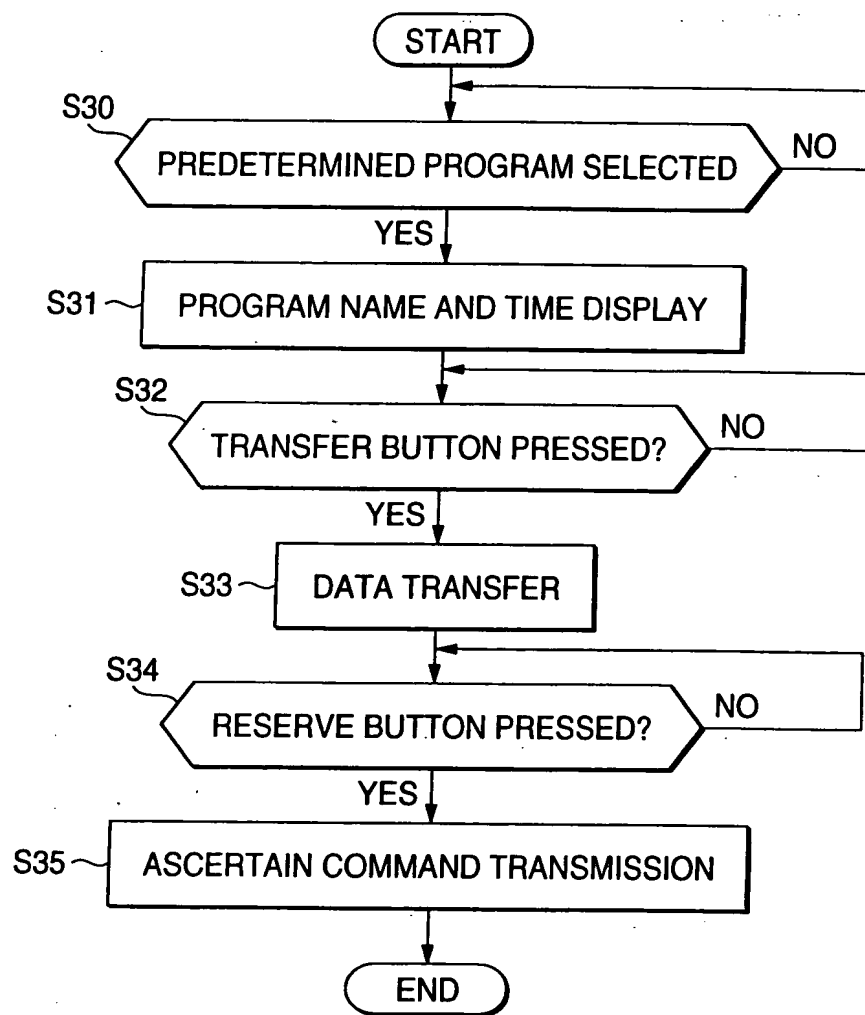 START
S30
PREDETERMINED PROGRAM SELECTED
NO
YES
S31
PROGRAM NAME AND TIME DISPLAY
S32
TRANSFER BUTTON PRESSED?
NO
YES
S33
DATA TRANSFER
S34
RESERVE BUTTON PRESSED?
NO
YES
S35
ASCERTAIN COMMAND TRANSMISSION
END